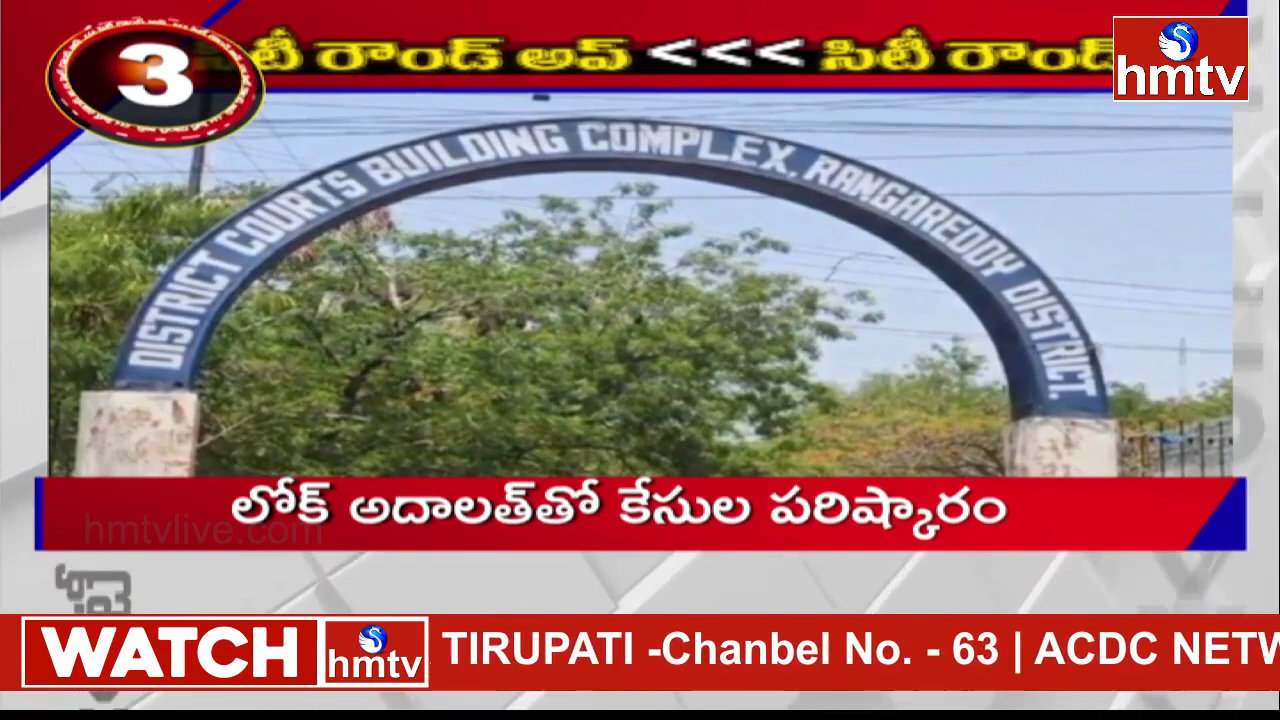 3
సిటీ రౌండ్ అప్ <<< సిటీ రౌండ్
hmtv
DISTRICT COURTS BUILDING COMPLEX, RANGAREDDY DISTRICT.
లోక్ అదాలత్‌తో కేసుల పరిష్కారం
hmtvlive.com
WATCH hmtv TIRUPATI -Chanbel No. - 63 | ACDC NETW